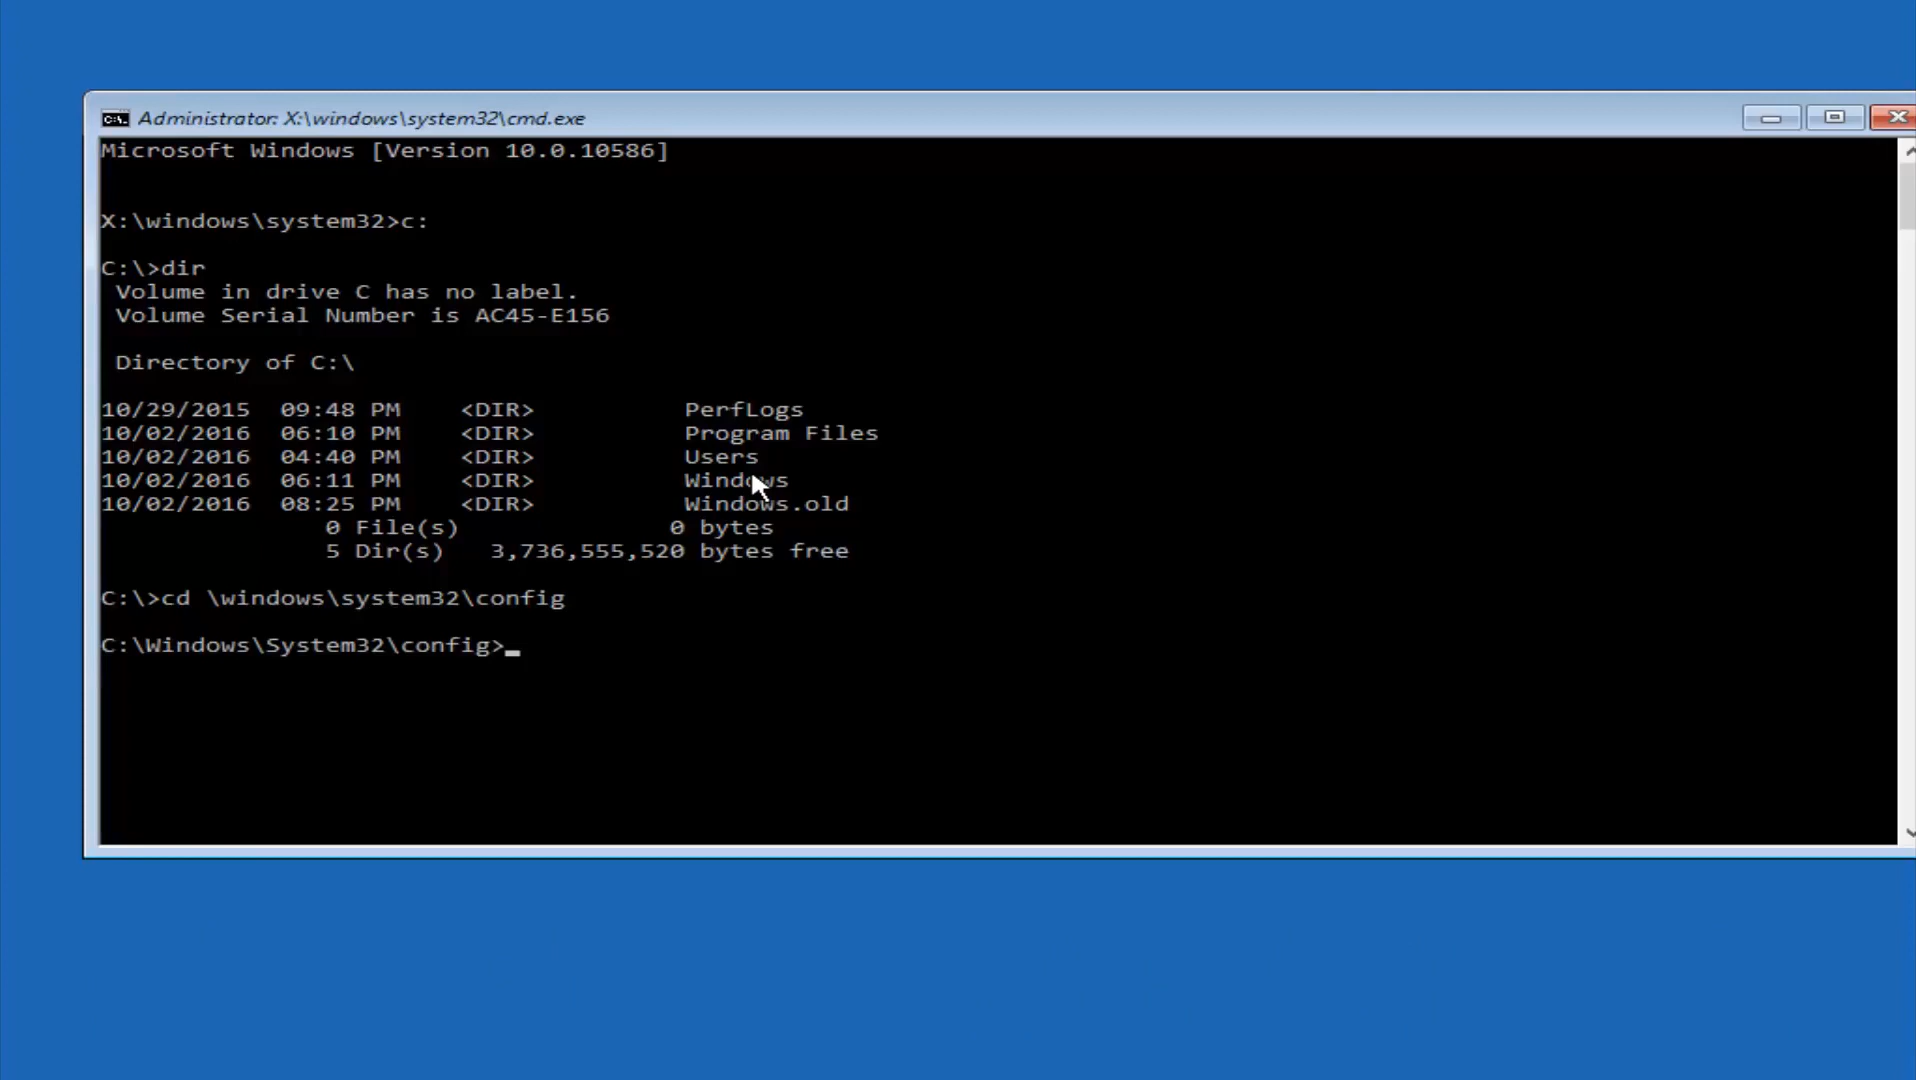 Administrator: X:\windows\system32\cmd.exe
Microsoft Windows [Version 10.0.10586]
X:\windows\system32>c:
C:\>dir
 Volume in drive C has no label.
 Volume Serial Number is AC45-E156
 Directory of C:\
10/29/2015  09:48 PM    <DIR>          PerfLogs
10/02/2016  06:10 PM    <DIR>          Program Files
10/02/2016  04:40 PM    <DIR>          Users
10/02/2016  06:11 PM    <DIR>          Windows
10/02/2016  08:25 PM    <DIR>          Windows.old
               0 File(s)              0 bytes
               5 Dir(s)   3,736,555,520 bytes free
C:\>cd \windows\system32\config
C:\Windows\System32\config>_